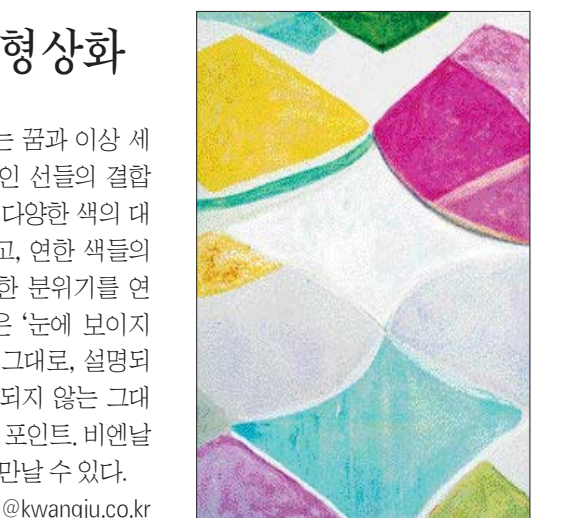 형상화
는 꿈과 이상 세
인 선들의 결합
다양한 색의 대
고, 연한 색들의
한 분위기를 연
은 ‘눈에 보이지
그대로, 설명되
되지 않는 그대
포인트. 비엔날
만날 수 있다.
@kwangju.co.kr